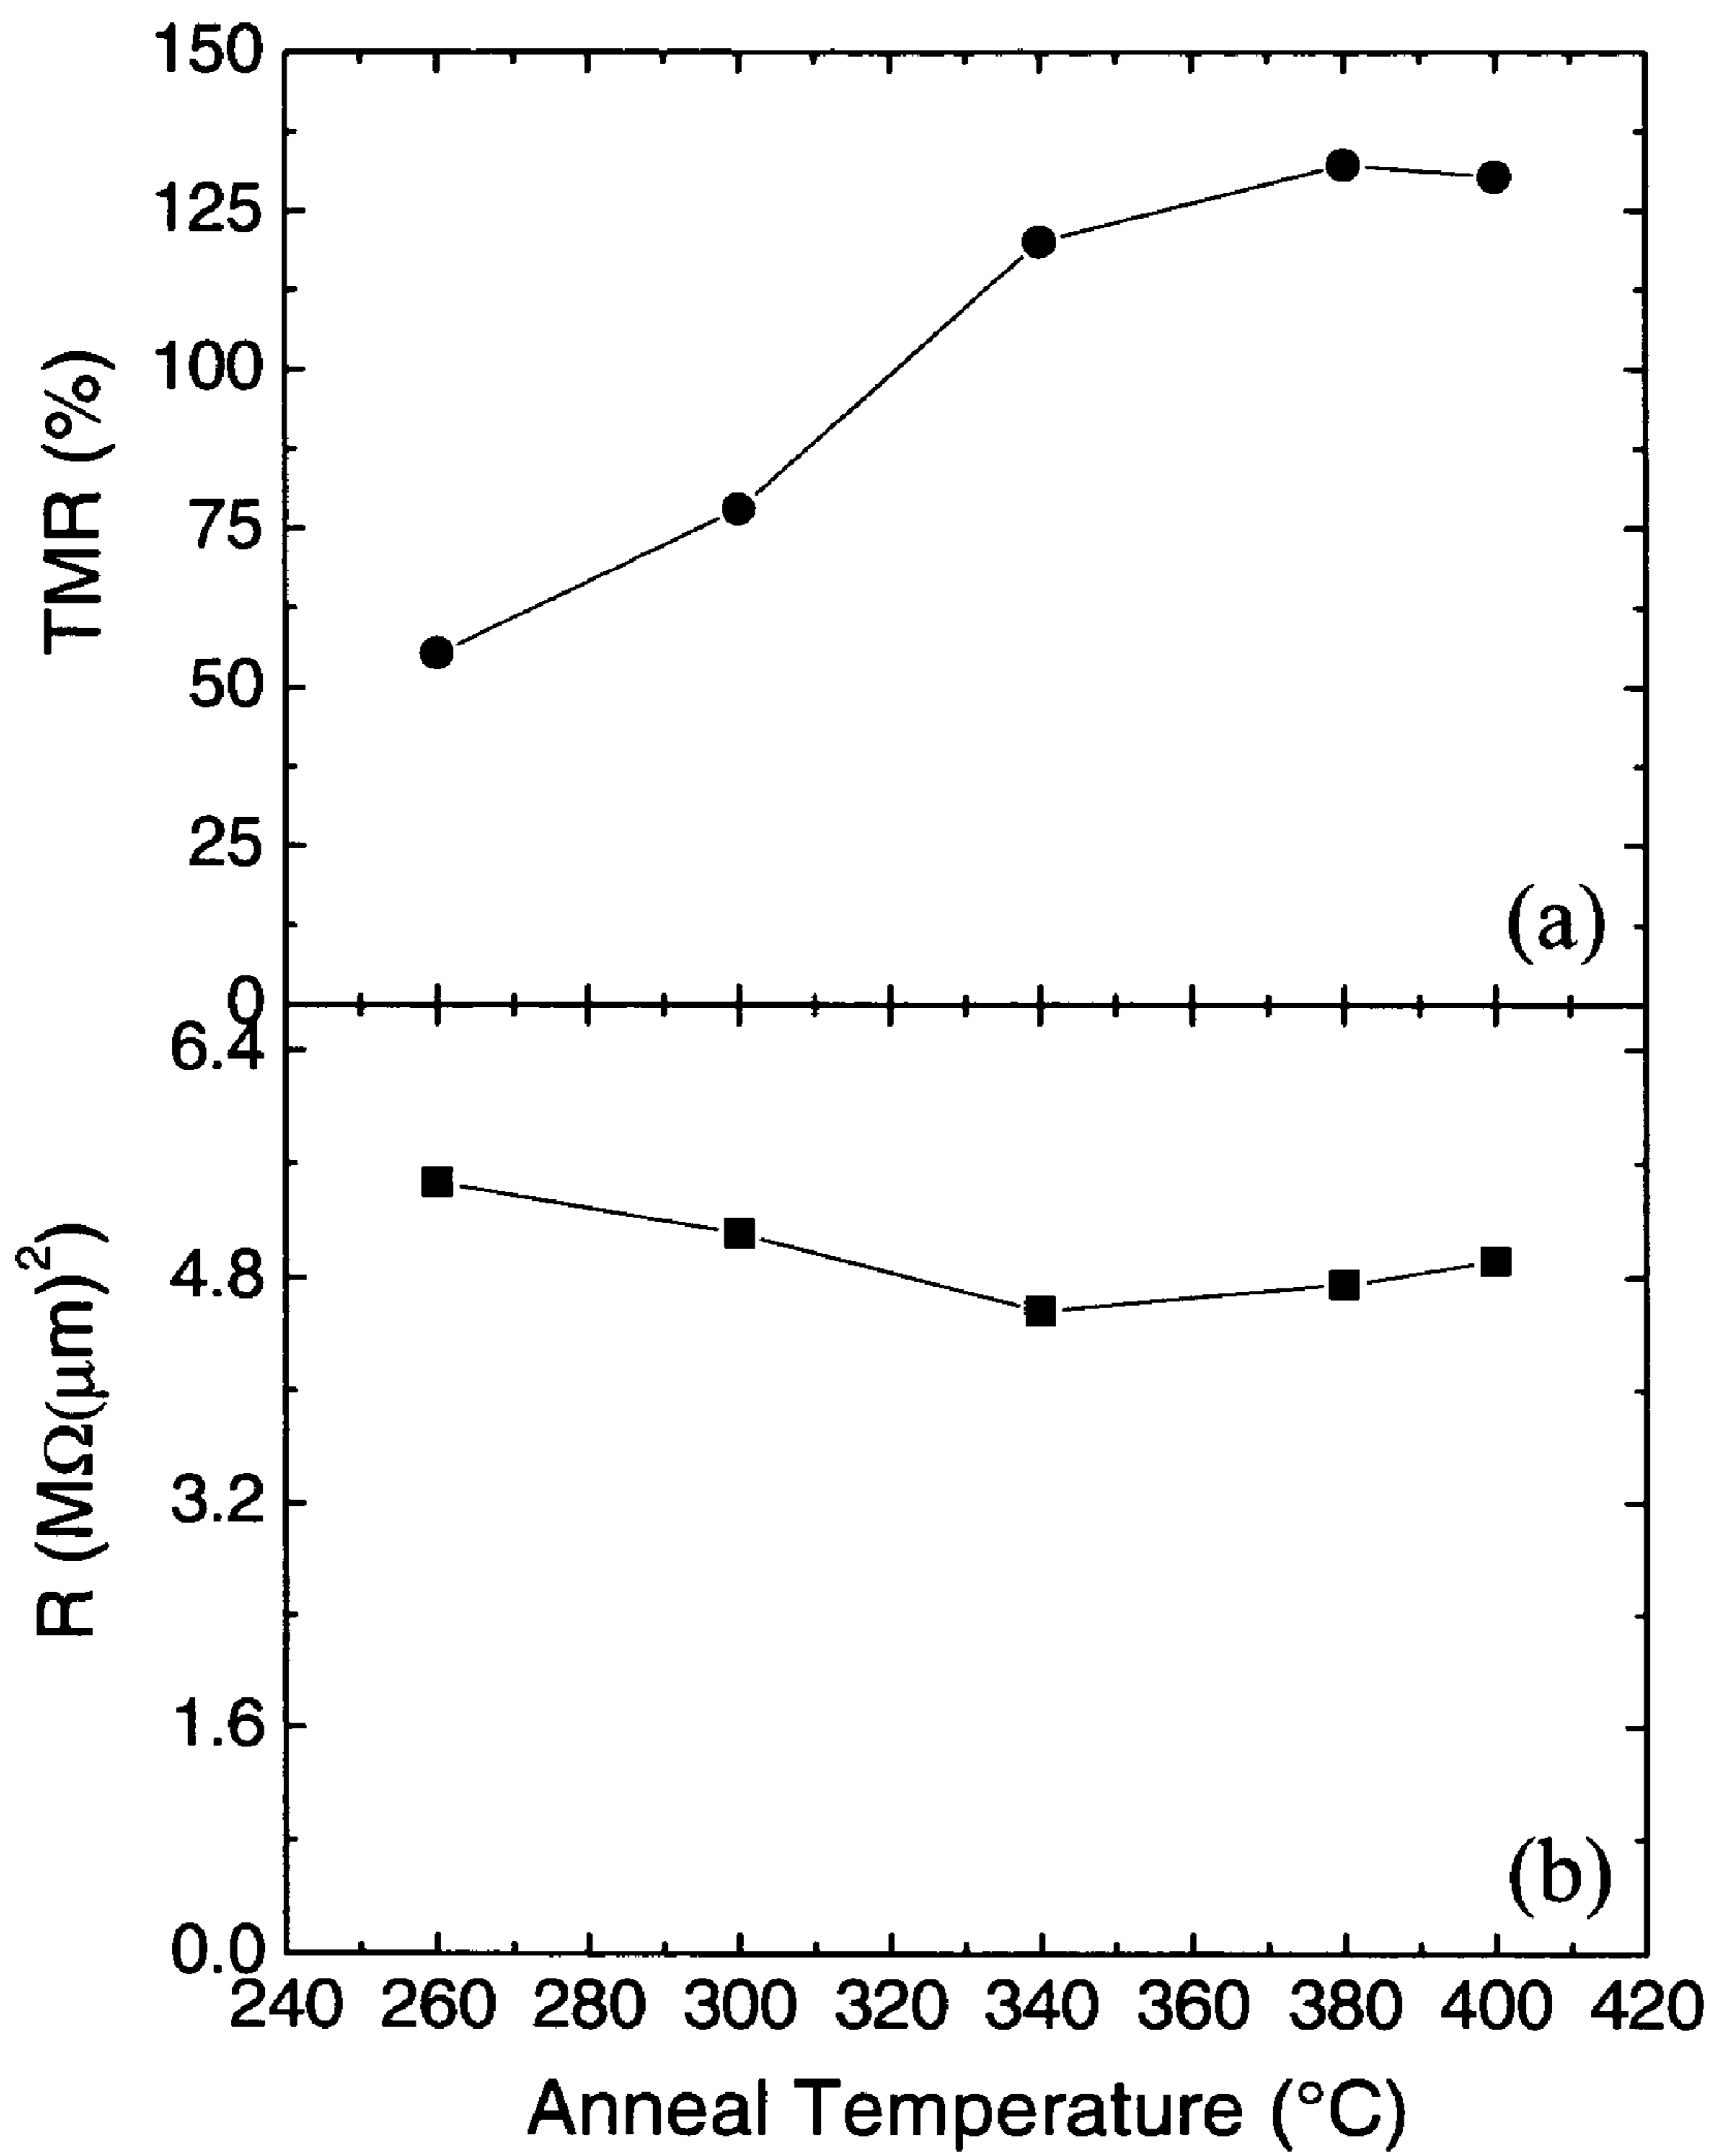 150
125
100
75
50
25
0
TMR (%)
(a)
6.4
4.8
3.2
1.6
0.0
R (MΩ(μm)²)
(b)
240 260 280 300 320 340 360 380 400 420
Anneal Temperature (°C)